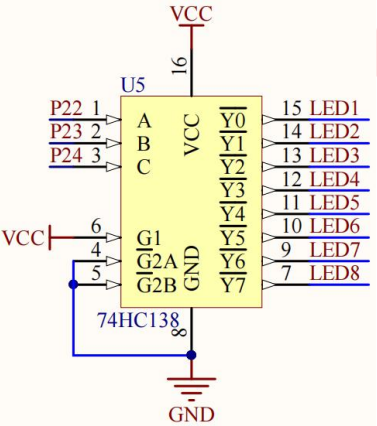 VCC
16
U5
P22 1 A VCC Y0 15 LED1
P23 2 B Y1 14 LED2
P24 3 C Y2 13 LED3
Y3 12 LED4
Y4 11 LED5
VCC 6 G1 Y5 10 LED6
4 G2A GND Y6 9 LED7
5 G2B Y7 7 LED8
74HC138 8
GND